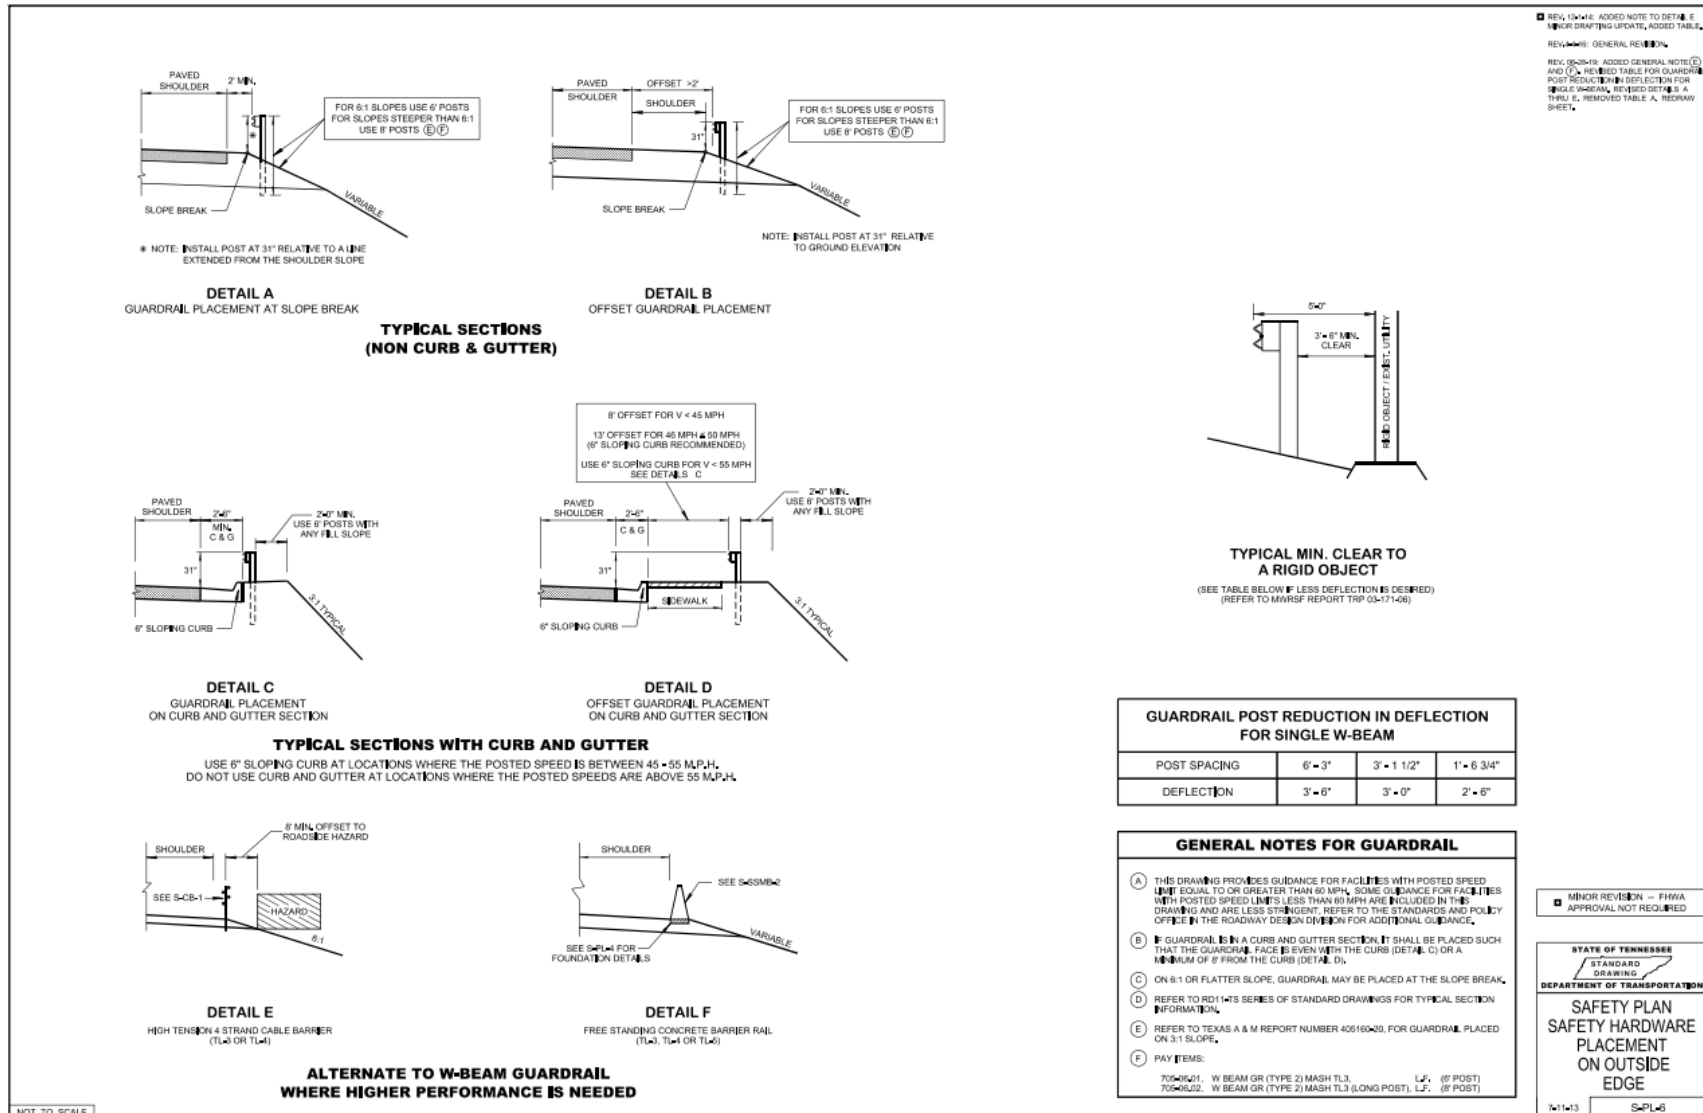 REV. 12-1-14: ADDED NOTE TO DETAIL E
MINOR DRAFTING UPDATE, ADDED TABLE.
REV. 4-4-16: GENERAL REVISION.
REV. 06-28-19: ADDED GENERAL NOTE E
AND F. REVISED TABLE FOR GUARDRAIL
POST REDUCTION IN DEFLECTION FOR
SINGLE W-BEAM. REVISED DETAILS A
THRU E. REMOVED TABLE A. REDRAW
SHEET.
PAVED
SHOULDER
2' MIN.
FOR 6:1 SLOPES USE 6' POSTS
FOR SLOPES STEEPER THAN 6:1
USE 8' POSTS E F
*
SLOPE BREAK
VARIABLE
* NOTE: INSTALL POST AT 31" RELATIVE TO A LINE
EXTENDED FROM THE SHOULDER SLOPE
DETAIL A
GUARDRAIL PLACEMENT AT SLOPE BREAK
PAVED
SHOULDER
OFFSET >2'
SHOULDER
FOR 6:1 SLOPES USE 6' POSTS
FOR SLOPES STEEPER THAN 6:1
USE 8' POSTS E F
31"
SLOPE BREAK
VARIABLE
NOTE: INSTALL POST AT 31" RELATIVE
TO GROUND ELEVATION
DETAIL B
OFFSET GUARDRAIL PLACEMENT
TYPICAL SECTIONS
(NON CURB & GUTTER)
5'-0"
3'-6" MIN.
CLEAR
RIGID OBJECT / EXIST. UTILITY
TYPICAL MIN. CLEAR TO
A RIGID OBJECT
(SEE TABLE BELOW IF LESS DEFLECTION IS DESIRED)
(REFER TO MWRSF REPORT TRP 03-171-06)
PAVED
SHOULDER
2'-6"
MIN.
C & G
2'-0" MIN.
USE 6' POSTS WITH
ANY FILL SLOPE
31"
6" SLOPING CURB
3:1 TYPICAL
DETAIL C
GUARDRAIL PLACEMENT
ON CURB AND GUTTER SECTION
8' OFFSET FOR V < 45 MPH
13' OFFSET FOR 46 MPH ≤ 50 MPH
(6" SLOPING CURB RECOMMENDED)
USE 6" SLOPING CURB FOR V < 55 MPH
SEE DETAILS C
PAVED
SHOULDER
2'-6"
C & G
2'-0" MIN.
USE 6' POSTS WITH
ANY FILL SLOPE
31"
SIDEWALK
6" SLOPING CURB
3:1 TYPICAL
DETAIL D
OFFSET GUARDRAIL PLACEMENT
ON CURB AND GUTTER SECTION
TYPICAL SECTIONS WITH CURB AND GUTTER
USE 6" SLOPING CURB AT LOCATIONS WHERE THE POSTED SPEED IS BETWEEN 45 - 55 M.P.H.
DO NOT USE CURB AND GUTTER AT LOCATIONS WHERE THE POSTED SPEEDS ARE ABOVE 55 M.P.H.
GUARDRAIL POST REDUCTION IN DEFLECTION
FOR SINGLE W-BEAM
POST SPACING 6' - 3" 3' - 1 1/2" 1' - 6 3/4"
DEFLECTION 3' - 6" 3' - 0" 2' - 6"
8' MIN. OFFSET TO
ROADSIDE HAZARD
SHOULDER
SEE S-CB-1
HAZARD
6:1
DETAIL E
HIGH TENSION 4 STRAND CABLE BARRIER
(TL-3 OR TL-4)
SHOULDER
SEE S-SSMB-2
SEE S-PL-4 FOR
FOUNDATION DETAILS
VARIABLE
DETAIL F
FREE STANDING CONCRETE BARRIER RAIL
(TL-3, TL-4 OR TL-5)
ALTERNATE TO W-BEAM GUARDRAIL
WHERE HIGHER PERFORMANCE IS NEEDED
GENERAL NOTES FOR GUARDRAIL
A THIS DRAWING PROVIDES GUIDANCE FOR FACILITIES WITH POSTED SPEED
LIMIT EQUAL TO OR GREATER THAN 60 MPH. SOME GUIDANCE FOR FACILITIES
WITH POSTED SPEED LIMITS LESS THAN 60 MPH ARE INCLUDED IN THIS
DRAWING AND ARE LESS STRINGENT, REFER TO THE STANDARDS AND POLICY
OFFICE IN THE ROADWAY DESIGN DIVISION FOR ADDITIONAL GUIDANCE.
B IF GUARDRAIL IS IN A CURB AND GUTTER SECTION, IT SHALL BE PLACED SUCH
THAT THE GUARDRAIL FACE IS EVEN WITH THE CURB (DETAIL C) OR A
MINIMUM OF 8' FROM THE CURB (DETAIL D).
C ON 6:1 OR FLATTER SLOPE, GUARDRAIL MAY BE PLACED AT THE SLOPE BREAK.
D REFER TO RD11-TS SERIES OF STANDARD DRAWINGS FOR TYPICAL SECTION
INFORMATION.
E REFER TO TEXAS A & M REPORT NUMBER 405160-20, FOR GUARDRAIL PLACED
ON 3:1 SLOPE.
F PAY ITEMS:
705-06.01, W BEAM GR (TYPE 2) MASH TL3, L.F. (6' POST)
705-06.02, W BEAM GR (TYPE 2) MASH TL3 (LONG POST), L.F. (8' POST)
MINOR REVISION -- FHWA
APPROVAL NOT REQUIRED
STATE OF TENNESSEE
STANDARD
DRAWING
DEPARTMENT OF TRANSPORTATION
SAFETY PLAN
SAFETY HARDWARE
PLACEMENT
ON OUTSIDE
EDGE
7-11-13 S-PL-6
NOT TO SCALE